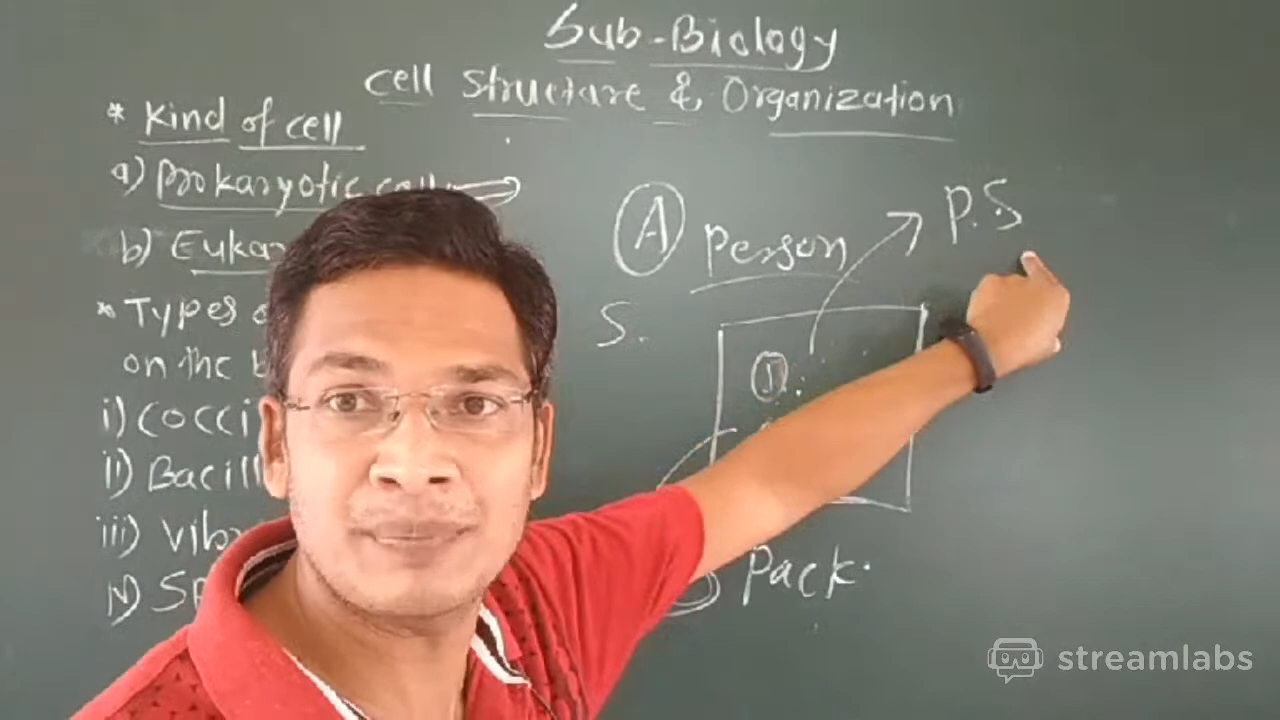 Sub-Biology
cell structure & Organization
* Kind of cell
a) Prokaryotic cell
b) Eukar
* Types o
on the b
i) Cocci
ii) Bacill
iii) Vib
iv) Sp
A Person
P.S
S.
1
Pack.
streamlabs